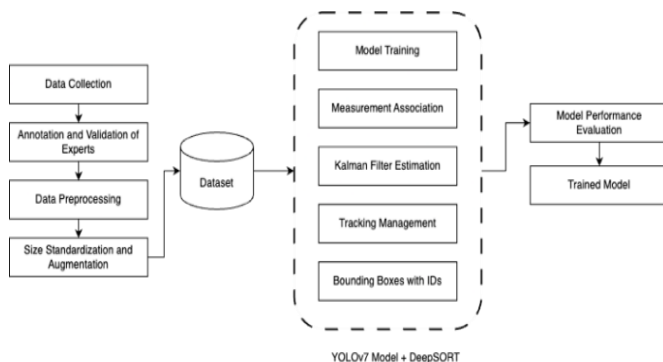 Data Collection
Annotation and Validation of
Experts
Data Preprocessing
Size Standardization and
Augmentation
Dataset
Model Training
Measurement Association
Kalman Filter Estimation
Tracking Management
Bounding Boxes with IDs
YOLOv7 Model + DeepSORT
Model Performance
Evaluation
Trained Model